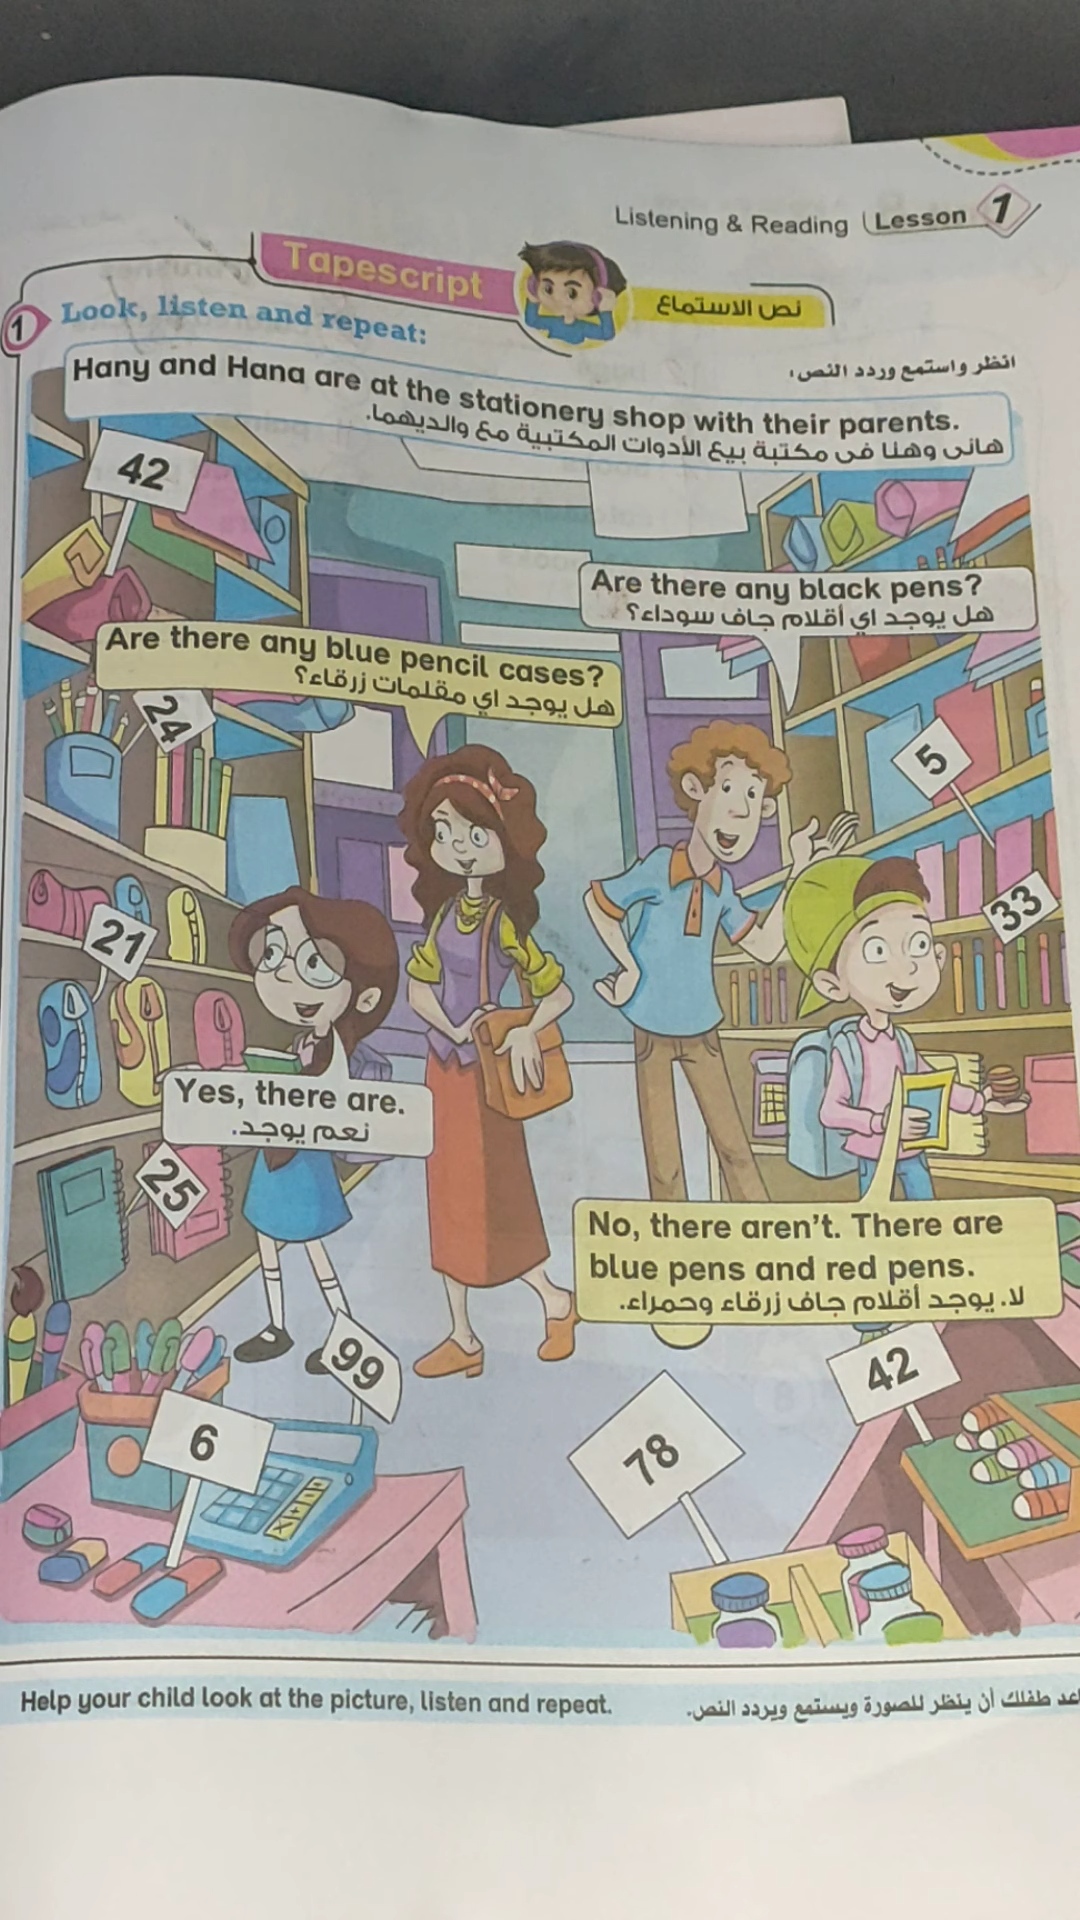 Listening & Reading Lesson 1
Tapescript
نص الاستماع
1 Look, listen and repeat:
انظر واستمع وردد النص:
Hany and Hana are at the stationery shop with their parents.
هانى وهنا فى مكتبة بيع الأدوات المكتبية مع والديهما.
42
Are there any black pens?
هل يوجد اي أقلام جاف سوداء؟
Are there any blue pencil cases?
هل يوجد اي مقلمات زرقاء؟
24
5
33
21
Yes, there are.
نعم يوجد.
25
No, there aren't. There are
blue pens and red pens.
لا. يوجد أقلام جاف زرقاء وحمراء.
99
42
6
78
Help your child look at the picture, listen and repeat.
طفلك أن ينظر للصورة ويستمع ويردد النص.